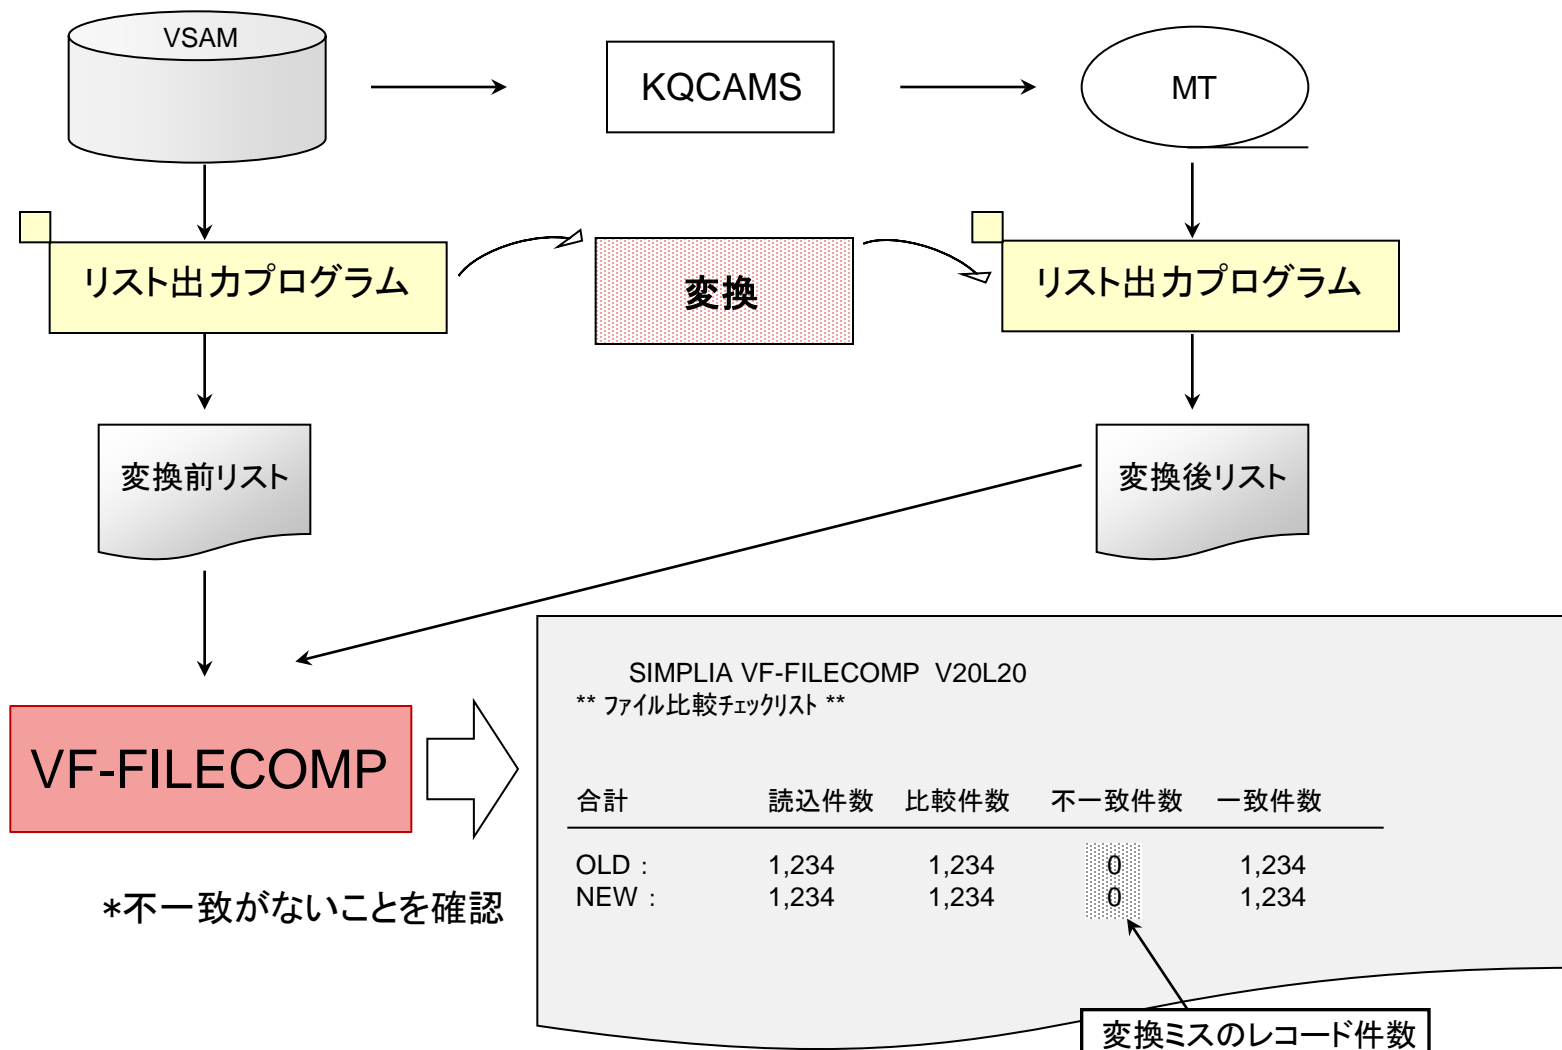 VSAM
KQCAMS
MT
リスト出力プログラム
変換
リスト出力プログラム
変換前リスト
変換後リスト
SIMPLIA VF-FILECOMP V20L20
** ファイル比較チェックリスト **
VF-FILECOMP
合計 読込件数 比較件数 不一致件数 一致件数
OLD : 1,234 1,234 0 1,234
NEW : 1,234 1,234 0 1,234
*不一致がないことを確認
変換ミスのレコード件数